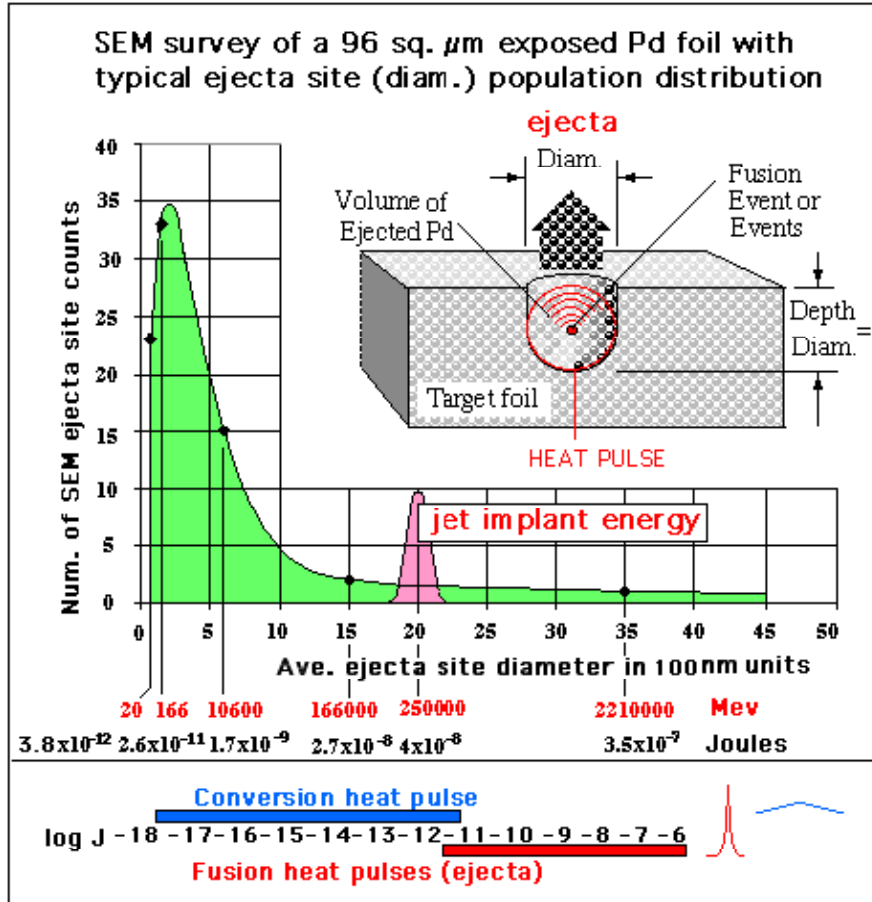 SEM survey of a 96 sq. µm exposed Pd foil with
typical ejecta site (diam.) population distribution
ejecta
Diam.
Volume of
Ejected Pd
Fusion
Event or
Events
Depth =
Diam.
Target foil
HEAT PULSE
jet implant energy
Num. of SEM ejecta site counts
40
35
30
25
20
15
10
5
0
0 5 10 15 20 25 30 35 40 45 50
Ave. ejecta site diameter in 100nm units
20 166 10600 166000 250000 2210000 Mev
3.8x10-12 2.6x10-11 1.7x10-9 2.7x10-8 4x10-8 3.5x10-7 Joules
Conversion heat pulse
log J -18 -17 -16 -15 -14 -13 -12 -11 -10 -9 -8 -7 -6
Fusion heat pulses (ejecta)